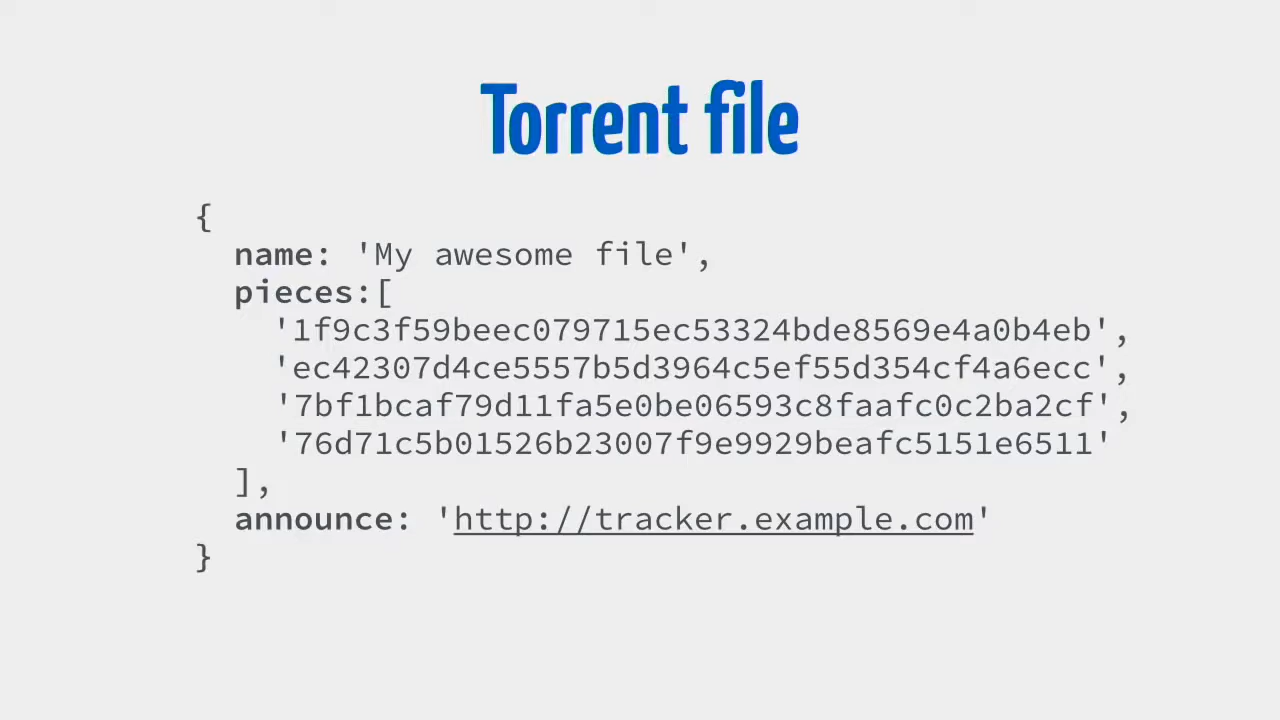 Torrent file
{
name: 'My awesome file',
pieces:[
'1f9c3f59beec079715ec53324bde8569e4a0b4eb',
'ec42307d4ce5557b5d3964c5ef55d354cf4a6ecc',
'7bf1bcaf79d11fa5e0be06593c8faafc0c2ba2cf',
'76d71c5b01526b23007f9e9929beafc5151e6511'
],
announce: 'http://tracker.example.com'
}